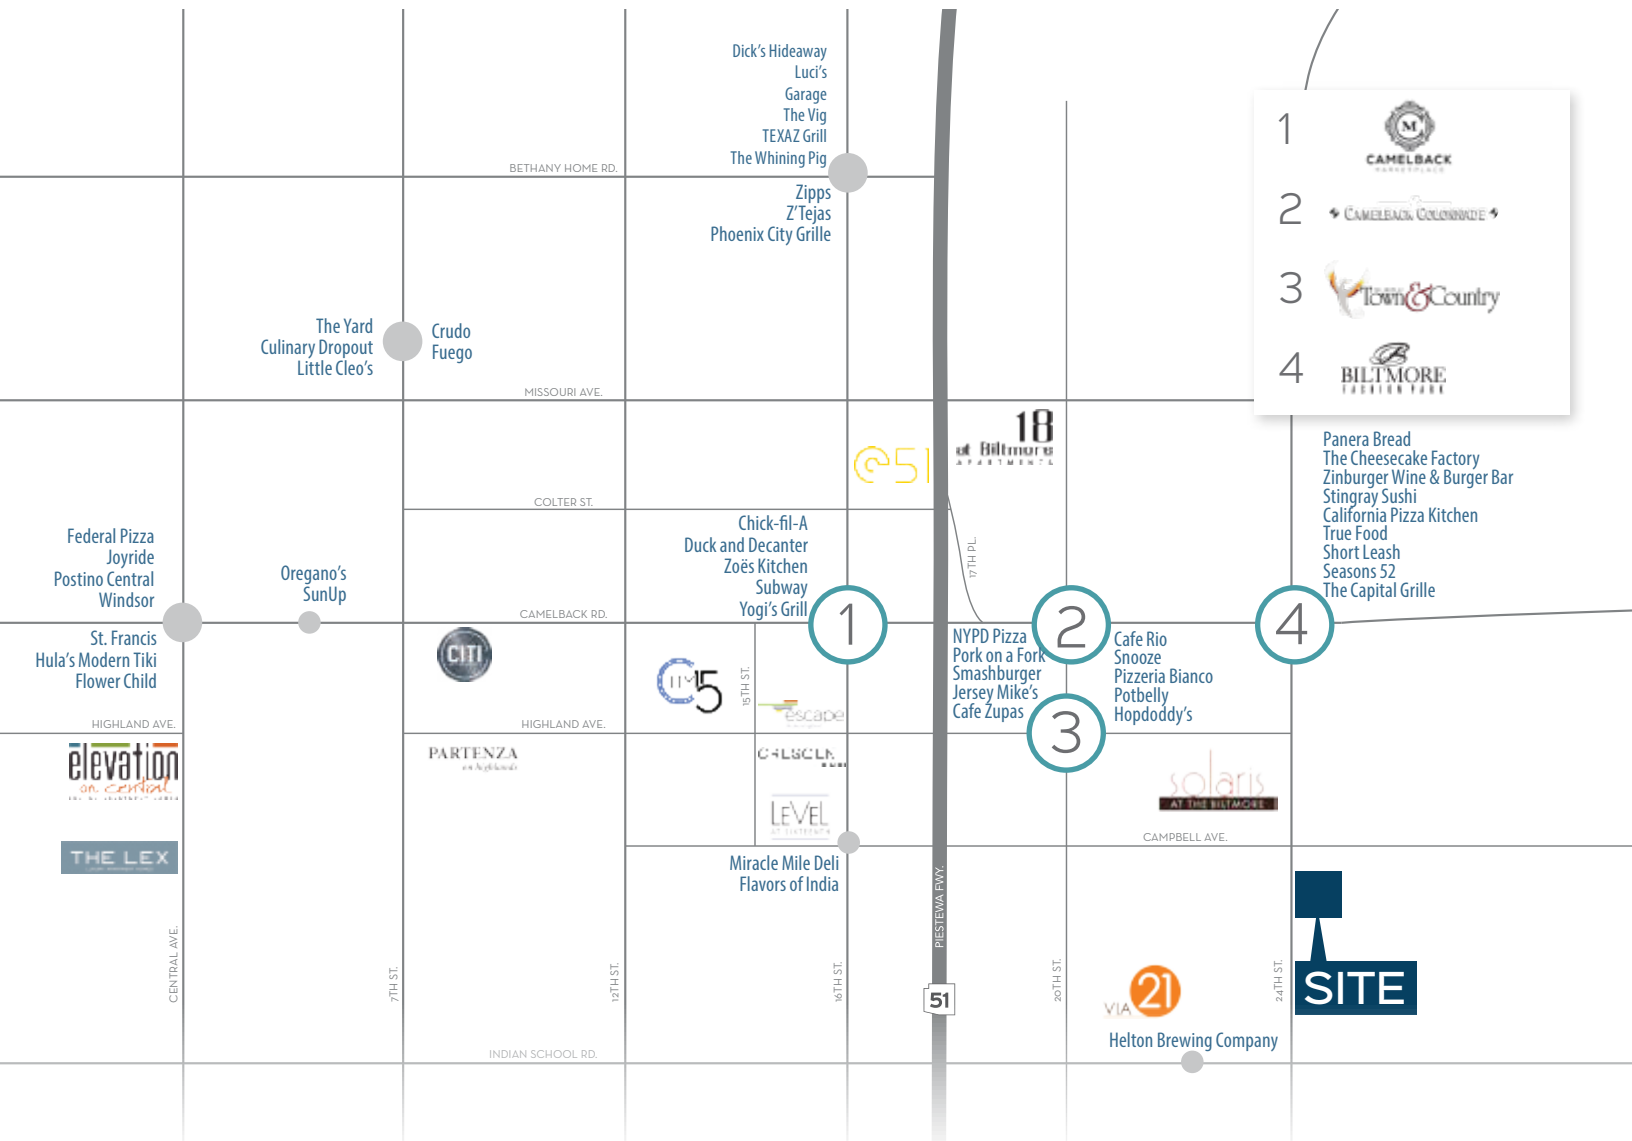 Dick's Hideaway
Luci's
Garage
The Vig
TEXAZ Grill
The Whining Pig
BETHANY HOME RD.
Zipps
Z'Tejas
Phoenix City Grille
1
M
CAMELBACK
MARKETPLACE
2
CAMELBACK COLONNADE
3
Town&Country
4
B
BILTMORE
FASHION PARK
The Yard
Culinary Dropout
Little Cleo's
Crudo
Fuego
MISSOURI AVE.
@51
18
at Biltmore
APARTMENTS
Panera Bread
The Cheesecake Factory
Zinburger Wine & Burger Bar
Stingray Sushi
California Pizza Kitchen
True Food
Short Leash
Seasons 52
The Capital Grille
COLTER ST.
Chick-fil-A
Duck and Decanter
Zoës Kitchen
Subway
Yogi's Grill
17TH PL.
Federal Pizza
Joyride
Postino Central
Windsor
Oregano's
SunUp
CAMELBACK RD.
1
2
4
St. Francis
Hula's Modern Tiki
Flower Child
CITI
CITY15
15TH ST.
escape
NYPD Pizza
Pork on a Fork
Smashburger
Jersey Mike's
Cafe Zupas
Cafe Rio
Snooze
Pizzeria Bianco
Potbelly
Hopdoddy's
3
HIGHLAND AVE.
HIGHLAND AVE.
elevation
on central
PARTENZA
on highlands
CRESCENT
LEVEL
AT SIXTEENTH
solaris
AT THE BILTMORE
CAMPBELL AVE.
THE LEX
Miracle Mile Deli
Flavors of India
PIESTEWA FWY.
CENTRAL AVE.
7TH ST.
12TH ST.
16TH ST.
51
20TH ST.
VIA 21
24TH ST.
SITE
Helton Brewing Company
INDIAN SCHOOL RD.